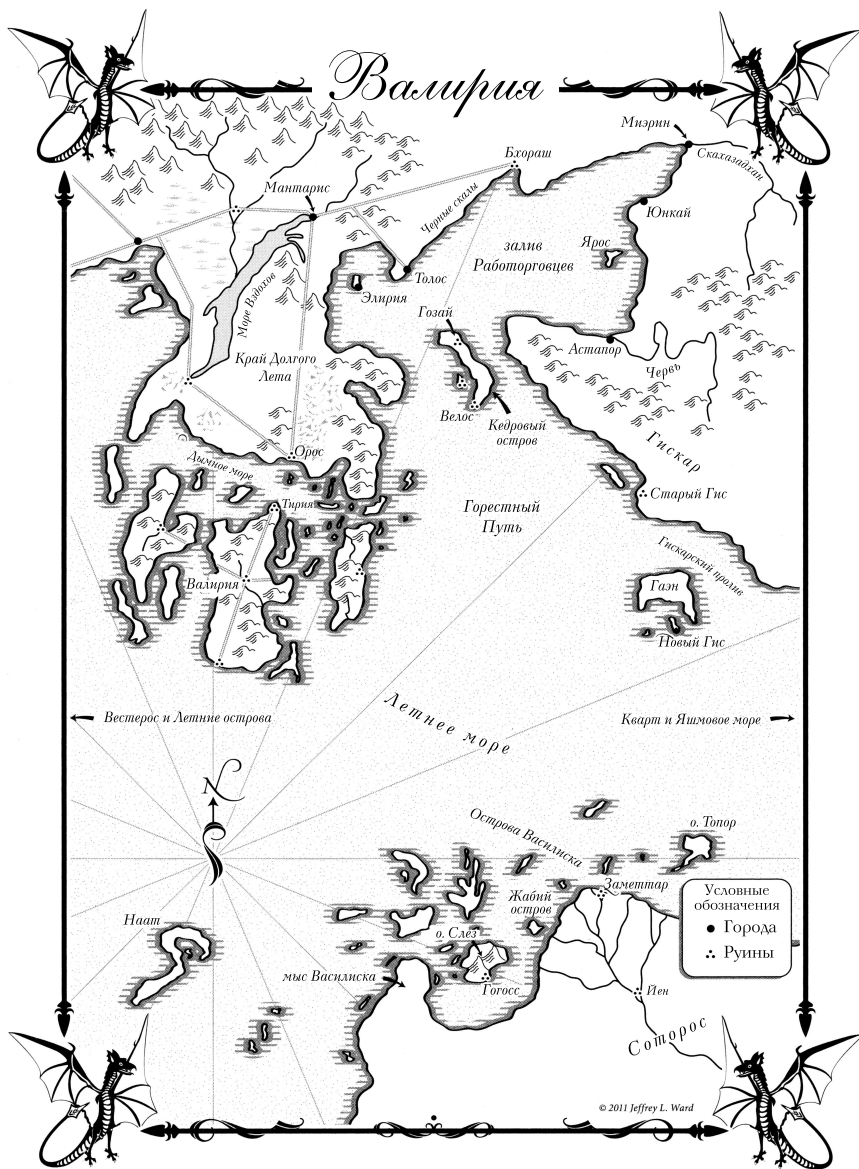 Валирия
Миэрин
Скахазадхан
Бхораш
Мантарис
Черные скалы
Юнкай
залив
Работорговцев
Ярос
Толос
Элирия
Море Вздохов
Гозай
Астапор
Червь
Край Долгого
Лета
Велос
Кедровый
остров
Гискар
Орос
Дымное море
Тирия
Горестный
Путь
Старый Гис
Гискарский пролив
Валирия
Гаэн
Новый Гис
Вестерос и Летние острова
Летнее море
Кварт и Яшмовое море
N
Острова Василиска
о. Топор
Заметтар
Жабий
остров
Условные
обозначения
Города
Руины
Наат
о. Слез
мыс Василиска
Гогосс
Йен
Соторос
© 2011 Jeffrey L. Ward